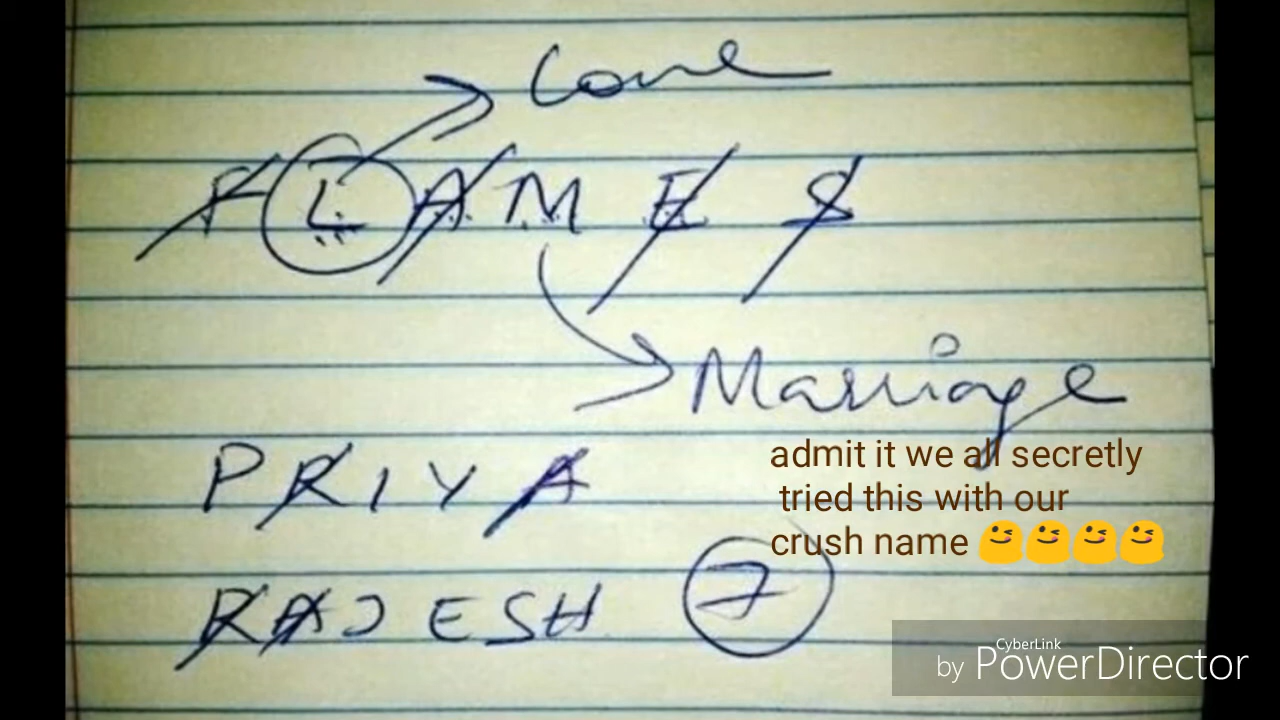 Love
FLAMES
Marriage
PRIYA
admit it we all secretly
tried this with our
crush name 😜😜😜😜
RAJESH 7
CyberLink
by PowerDirector